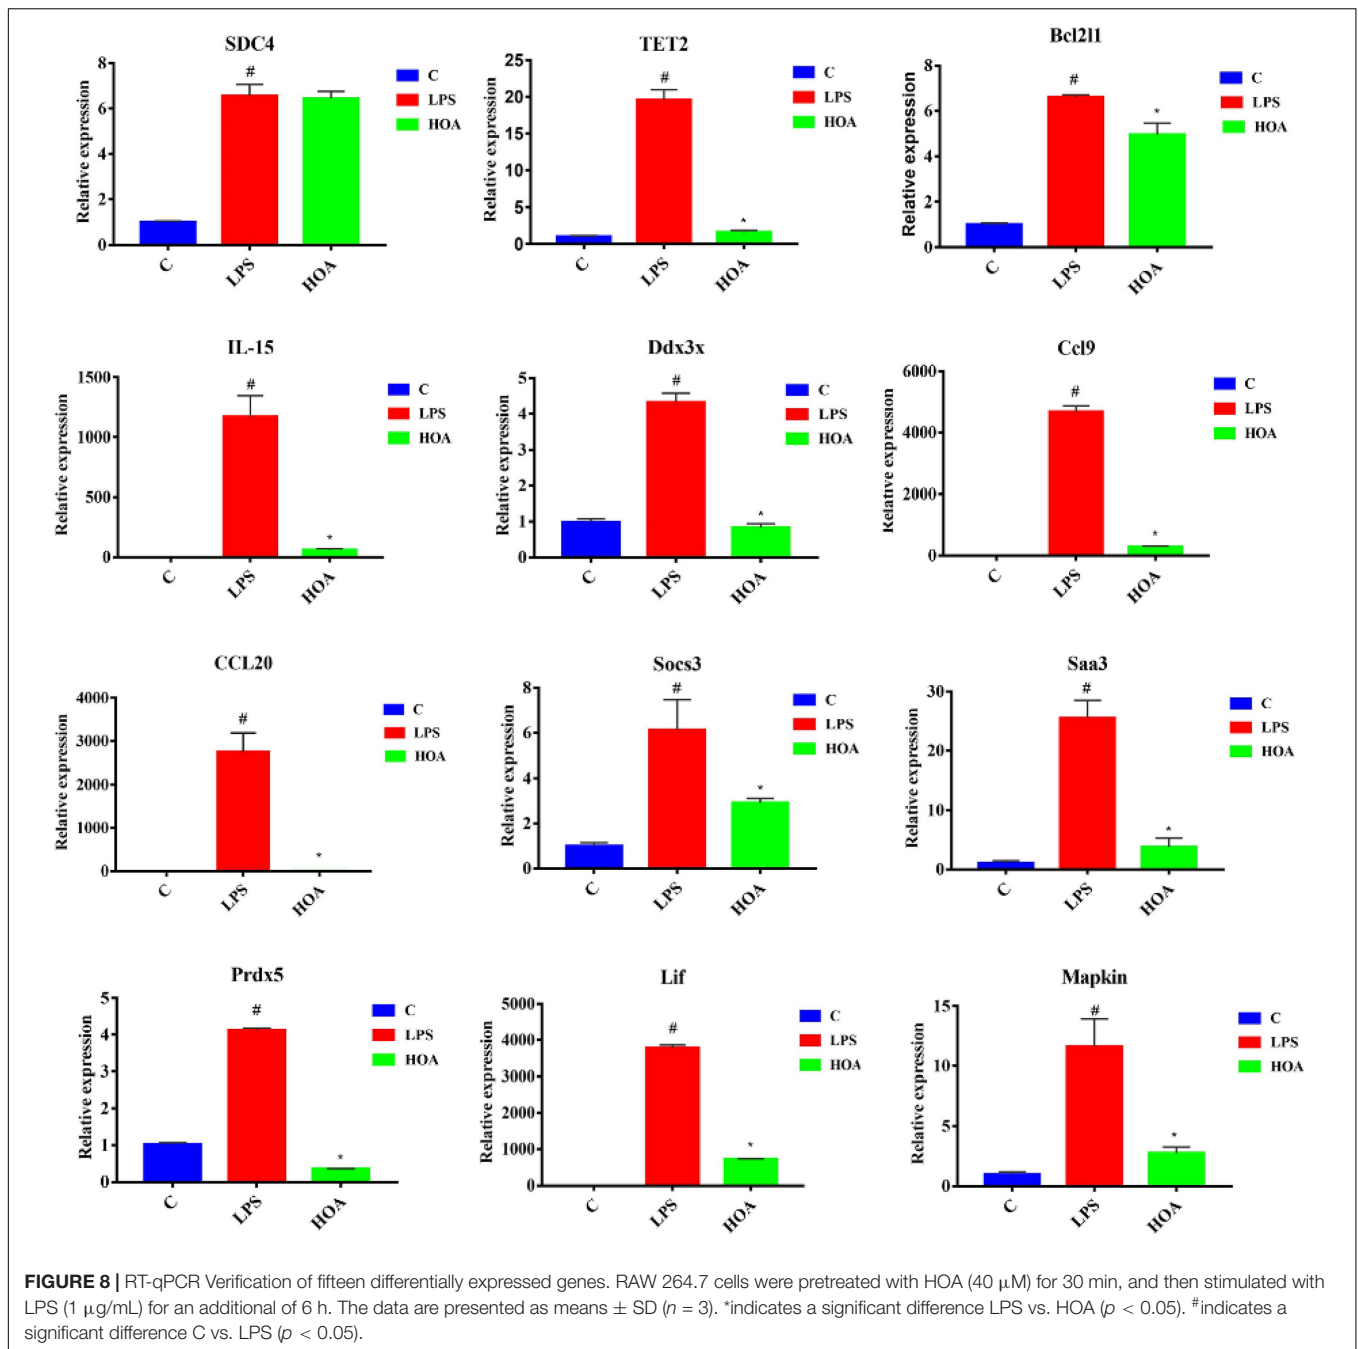 SDC4
Relative expression
8
6
4
2
0
#
C
LPS
HOA
C
LPS
HOA
TET2
Relative expression
25
20
15
10
5
0
#
*
C
LPS
HOA
C
LPS
HOA
Bcl2l1
Relative expression
8
6
4
2
0
#
*
C
LPS
HOA
C
LPS
HOA
IL-15
Relative expression
1500
1000
500
0
#
*
C
LPS
HOA
C
LPS
HOA
Ddx3x
Relative expression
5
4
3
2
1
0
#
*
C
LPS
HOA
C
LPS
HOA
Ccl9
Relative expression
6000
4000
2000
0
#
*
C
LPS
HOA
C
LPS
HOA
CCL20
Relative expression
4000
3000
2000
1000
0
#
*
C
LPS
HOA
C
LPS
HOA
Socs3
Relative expression
8
6
4
2
0
#
*
C
LPS
HOA
C
LPS
HOA
Saa3
Relative expression
30
20
10
0
#
*
C
LPS
HOA
C
LPS
HOA
Prdx5
Relative expression
5
4
3
2
1
0
#
*
C
LPS
HOA
C
LPS
HOA
Lif
Relative expression
5000
4000
3000
2000
1000
0
#
*
C
LPS
HOA
C
LPS
HOA
Mapkin
Relative expression
15
10
5
0
#
*
C
LPS
HOA
C
LPS
HOA
FIGURE 8 | RT-qPCR Verification of fifteen differentially expressed genes. RAW 264.7 cells were pretreated with HOA (40 μM) for 30 min, and then stimulated with
LPS (1 μg/mL) for an additional of 6 h. The data are presented as means ± SD (n = 3). *indicates a significant difference LPS vs. HOA (p < 0.05). #indicates a
significant difference C vs. LPS (p < 0.05).